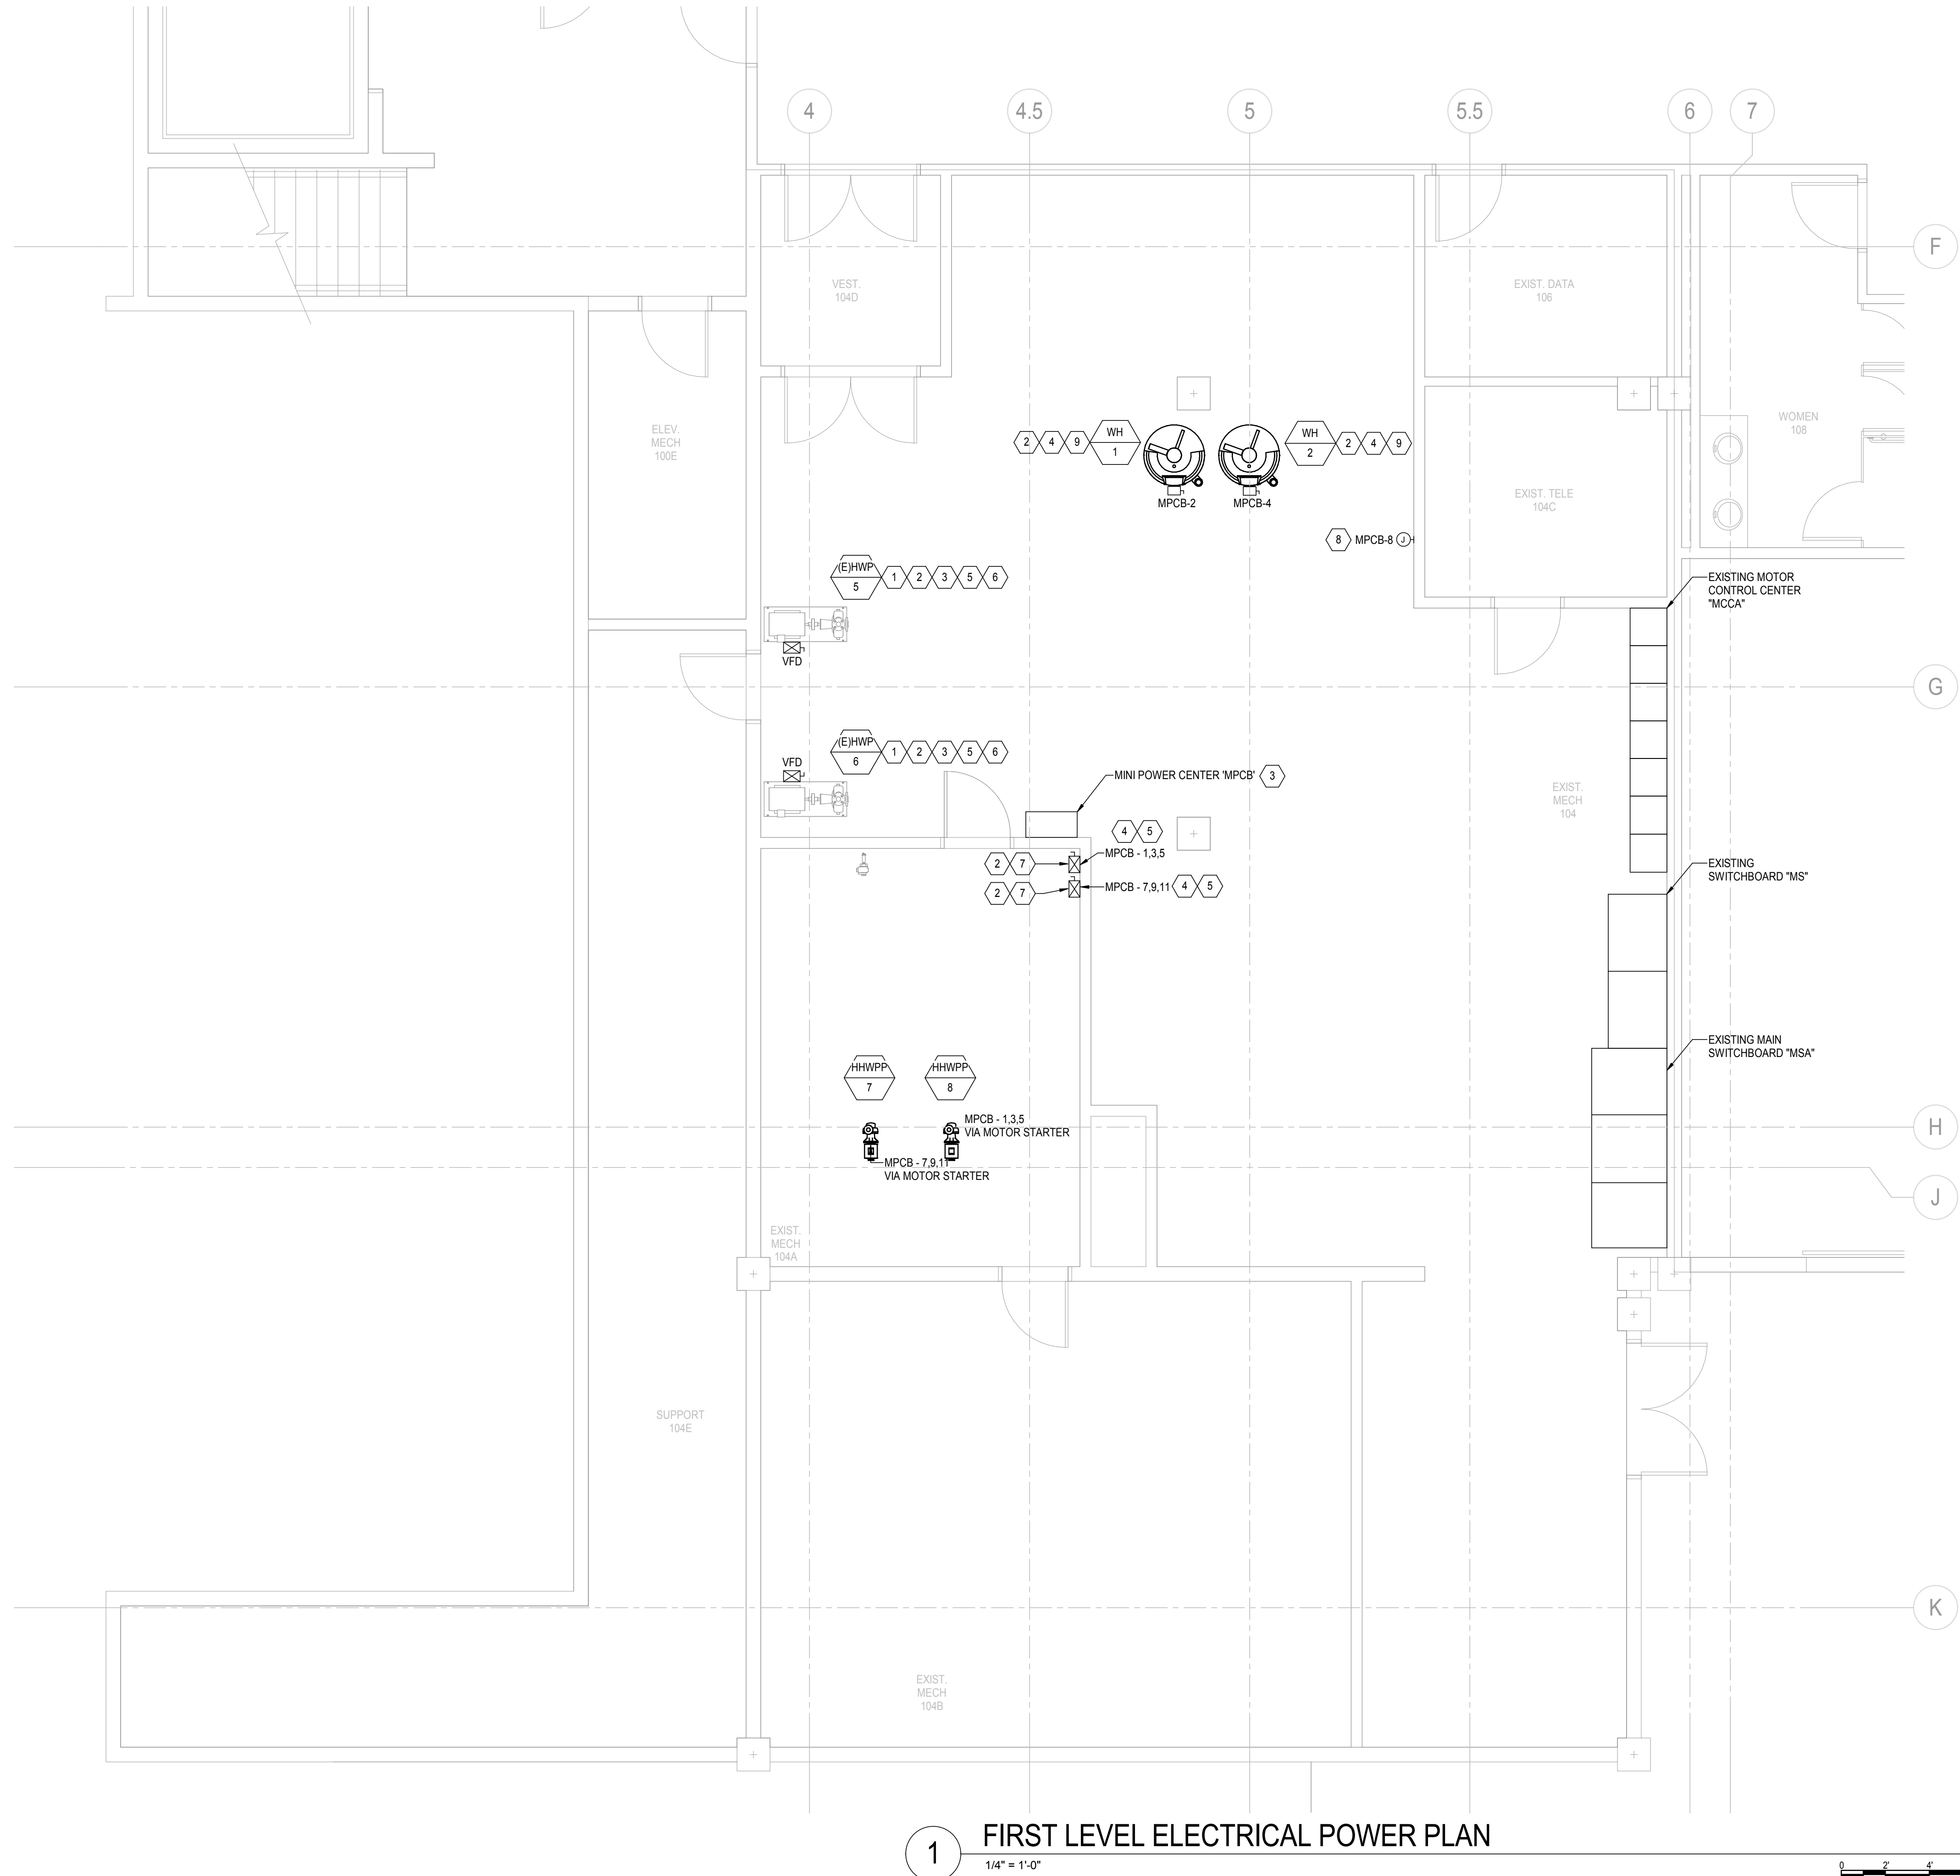 4
4.5
5
5.5
6
7
F
VEST.
104D
EXIST. DATA
106
ELEV.
MECH
100E
WOMEN
108
2 4 9
WH
1
WH
2
2 4 9
MPCB-2
MPCB-4
EXIST. TELE
104C
8 MPCB-8 J
(E)HWP
5
1 2 3 5 6
EXISTING MOTOR
CONTROL CENTER
"MCCA"
VFD
G
(E)HWP
6
1 2 3 5 6
VFD
MINI POWER CENTER 'MPCB' 3
EXIST.
MECH
104
4 5
MPCB - 1,3,5
2 7
MPCB - 7,9,11 4 5
2 7
EXISTING
SWITCHBOARD "MS"
EXISTING MAIN
SWITCHBOARD "MSA"
HHWPP
7
HHWPP
8
MPCB - 1,3,5
VIA MOTOR STARTER
H
MPCB - 7,9,11
VIA MOTOR STARTER
J
EXIST.
MECH
104A
SUPPORT
104E
K
EXIST.
MECH
104B
1
FIRST LEVEL ELECTRICAL POWER PLAN
1/4" = 1'-0"
0 2' 4'